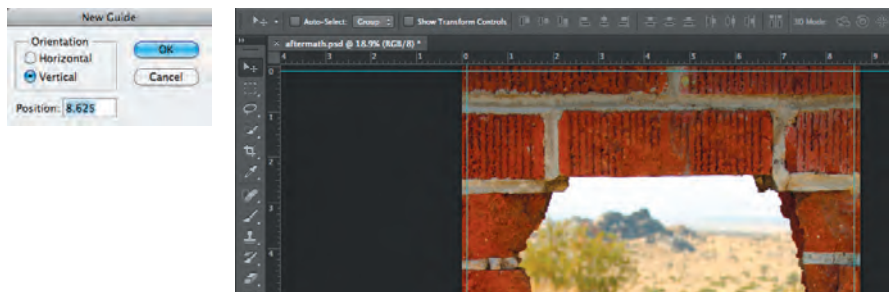 New Guide
Orientation
Horizontal
Vertical
OK
Cancel
Position: 8.625
Auto-Select: Group Show Transform Controls 3D Mode:
× aftermath.psd @ 18.9% (RGB/8) *
4 3 2 1 0 1 2 3 4 5 6 7 8 9
0
1
2
3
4